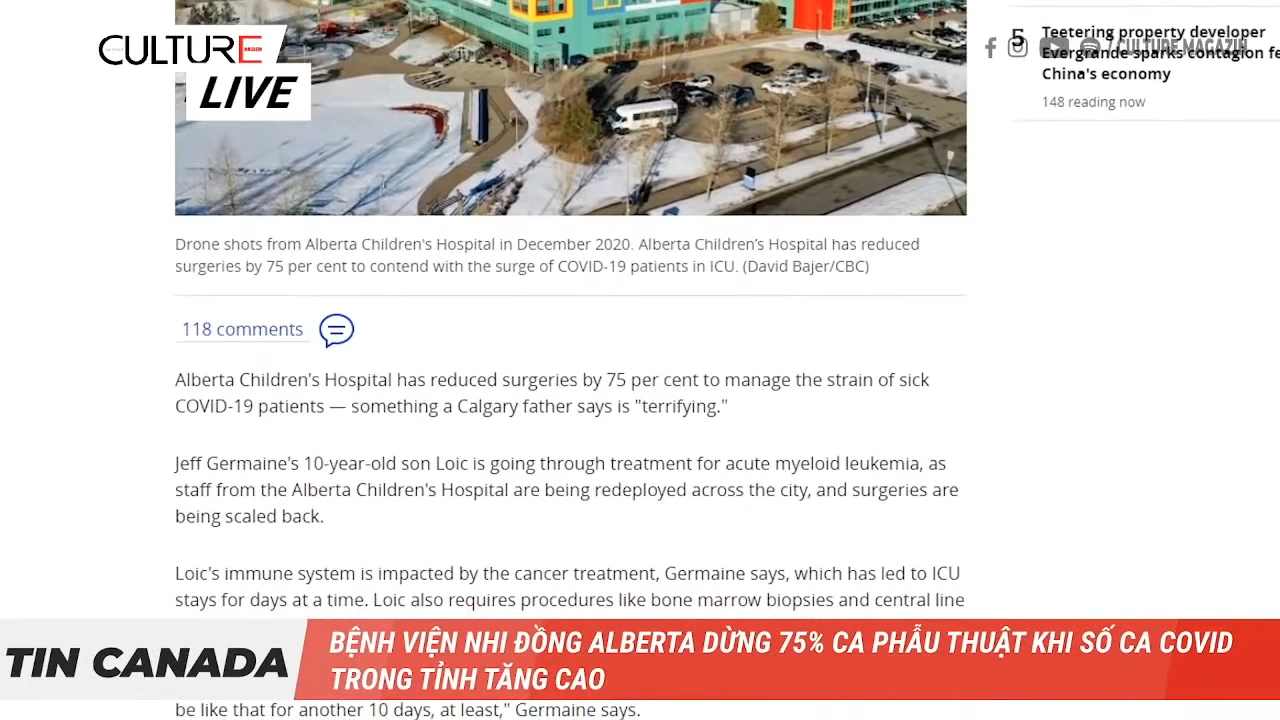 CULTURE
MAGAZIN
LIVE
5
Teetering property developer
Evergrande sparks contagion fe
China's economy
/ CULTURE MAGAZIN
148 reading now
Drone shots from Alberta Children's Hospital in December 2020. Alberta Children's Hospital has reduced
surgeries by 75 per cent to contend with the surge of COVID-19 patients in ICU. (David Bajer/CBC)
118 comments
Alberta Children's Hospital has reduced surgeries by 75 per cent to manage the strain of sick
COVID-19 patients — something a Calgary father says is "terrifying."
Jeff Germaine's 10-year-old son Loic is going through treatment for acute myeloid leukemia, as
staff from the Alberta Children's Hospital are being redeployed across the city, and surgeries are
being scaled back.
Loic's immune system is impacted by the cancer treatment, Germaine says, which has led to ICU
stays for days at a time. Loic also requires procedures like bone marrow biopsies and central line
TIN CANADA
BỆNH VIỆN NHI ĐỒNG ALBERTA DỪNG 75% CA PHẪU THUẬT KHI SỐ CA COVID
TRONG TỈNH TĂNG CAO
be like that for another 10 days, at least," Germaine says.